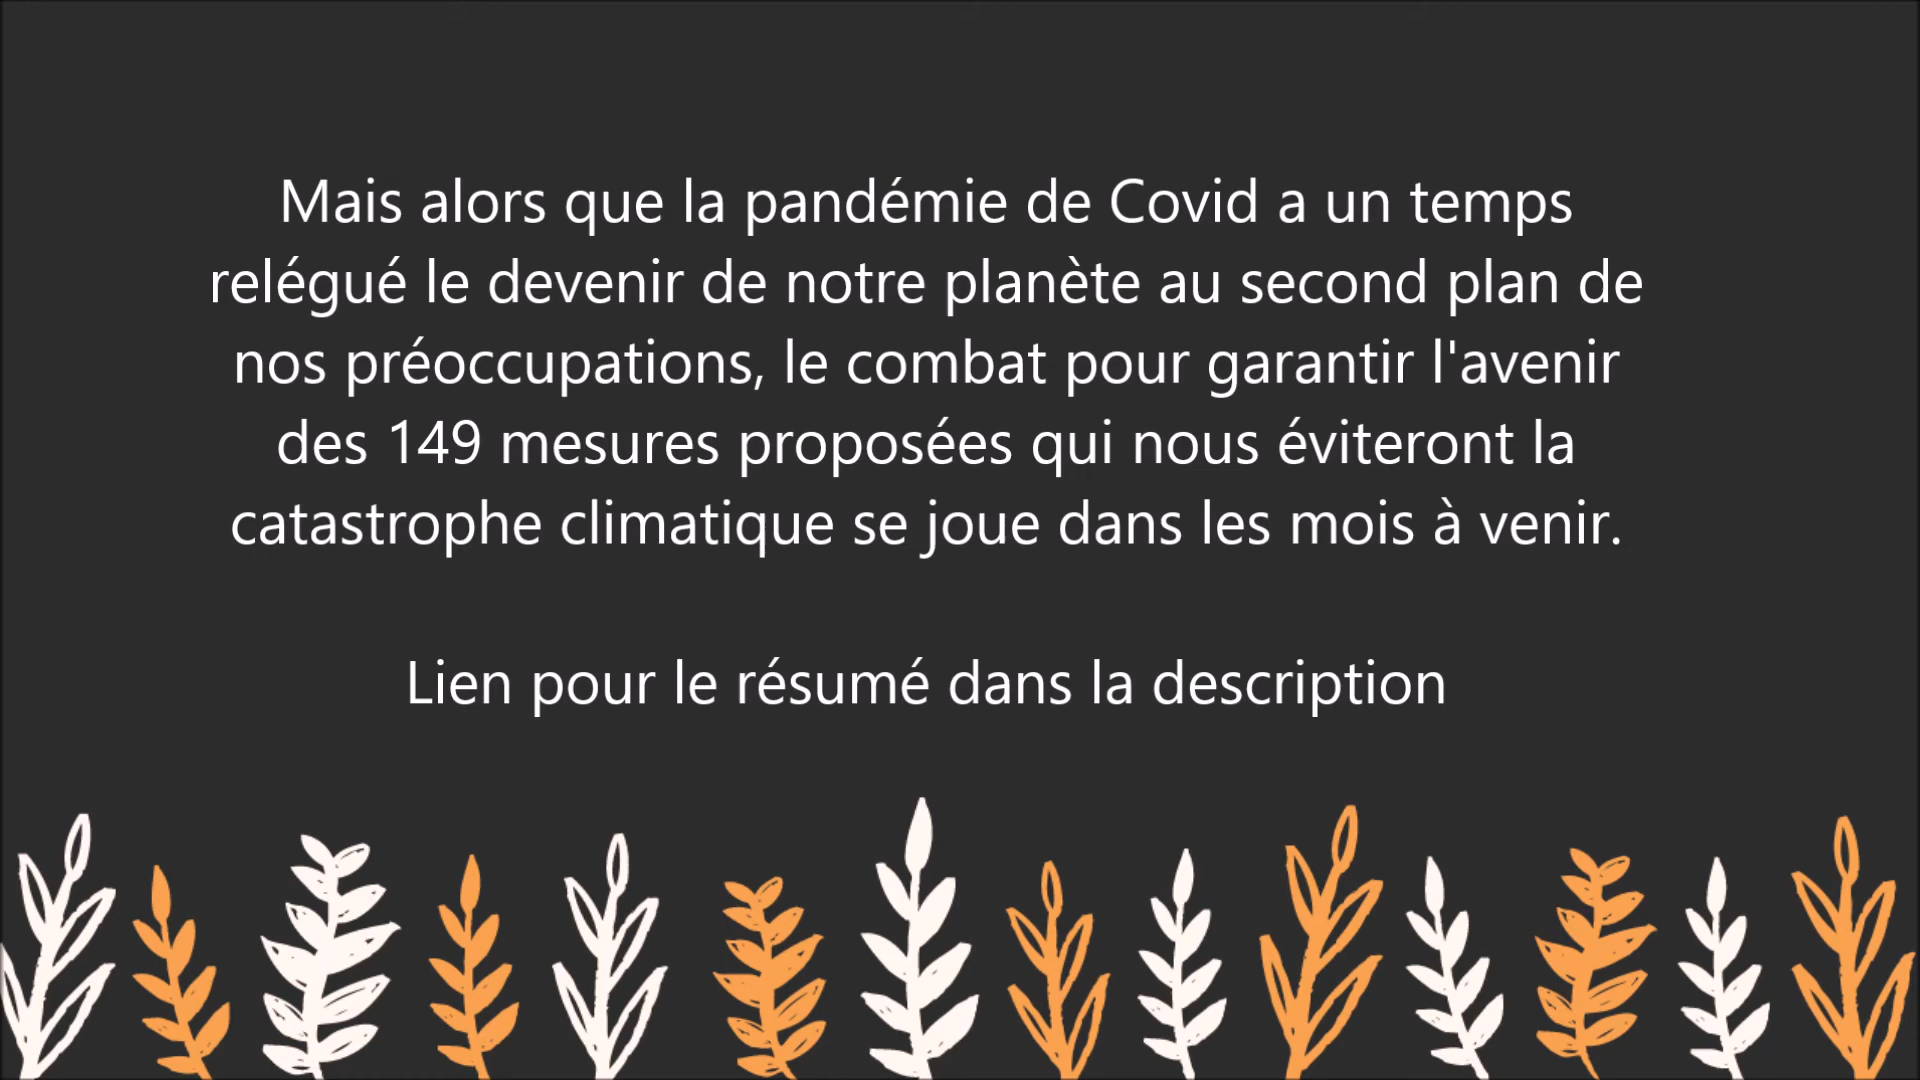 Mais alors que la pandémie de Covid a un temps
relégué le devenir de notre planète au second plan de
nos préoccupations, le combat pour garantir l'avenir
des 149 mesures proposées qui nous éviteront la
catastrophe climatique se joue dans les mois à venir.
Lien pour le résumé dans la description